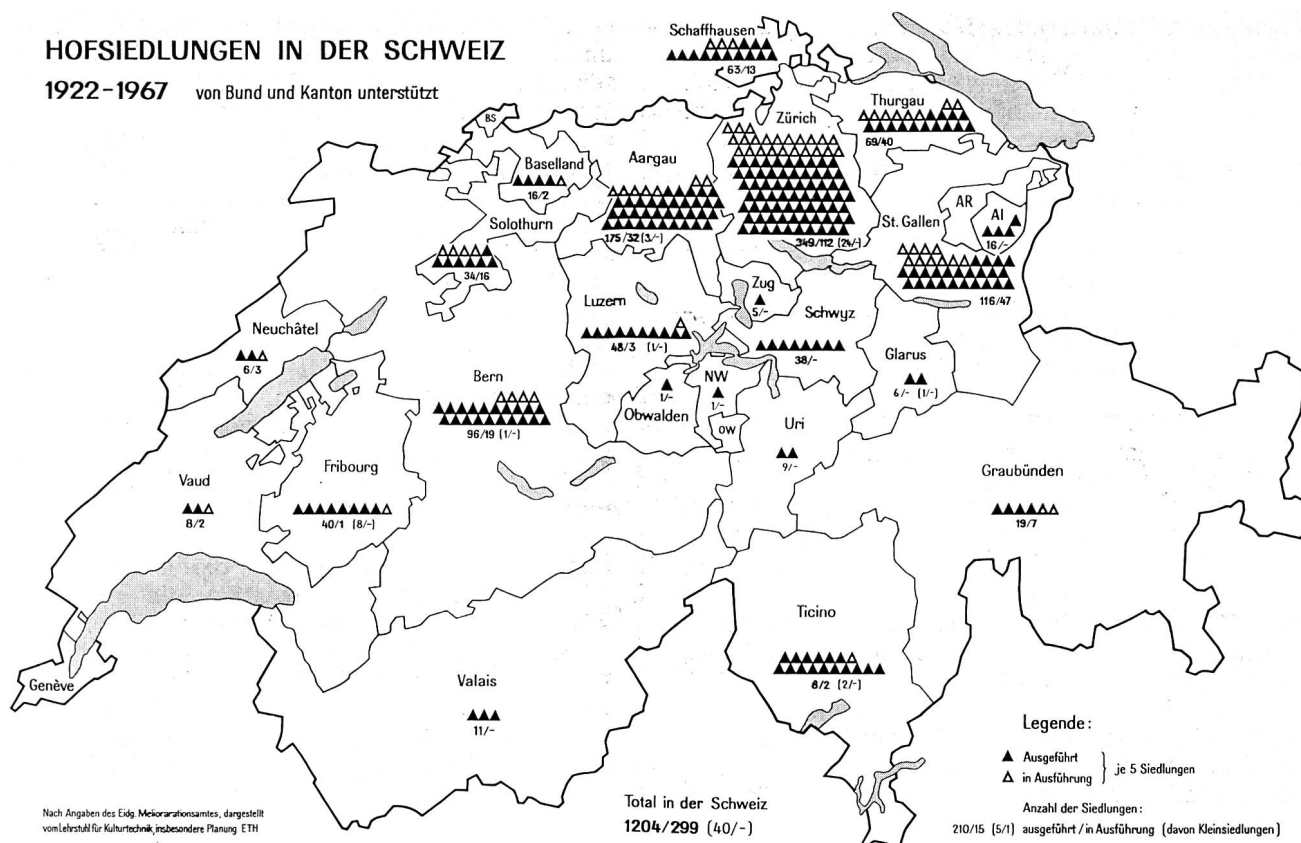 HOFSIEDLUNGEN IN DER SCHWEIZ
1922-1967 von Bund und Kanton unterstützt
Schaffhausen
63/13
Thurgau
69/40
Zürich
349/112 (24/-)
BS
Baselland
16/2
Aargau
175/32 (3/-)
Solothurn
34/16
St. Gallen
116/47
AR
AI
16/-
Zug
5/-
Luzern
48/3 (1/-)
Schwyz
38/-
Neuchâtel
6/3
Glarus
6/- (1/-)
Bern
96/19 (1/-)
1/-
Obwalden
NW
1/-
OW
Uri
9/-
Graubünden
19/7
Vaud
8/2
Fribourg
40/1 (8/-)
Ticino
8/2 (2/-)
Genève
Valais
11/-
Legende:
Ausgeführt
in Ausführung
je 5 Siedlungen
Anzahl der Siedlungen:
210/15 (5/1) ausgeführt / in Ausführung (davon Kleinsiedlungen)
Total in der Schweiz
1204/299 (40/-)
Nach Angaben des Eidg. Meliorarionsamtes, dargestellt
vom Lehrstuhl für Kulturtechnik, insbesondere Planung ETH